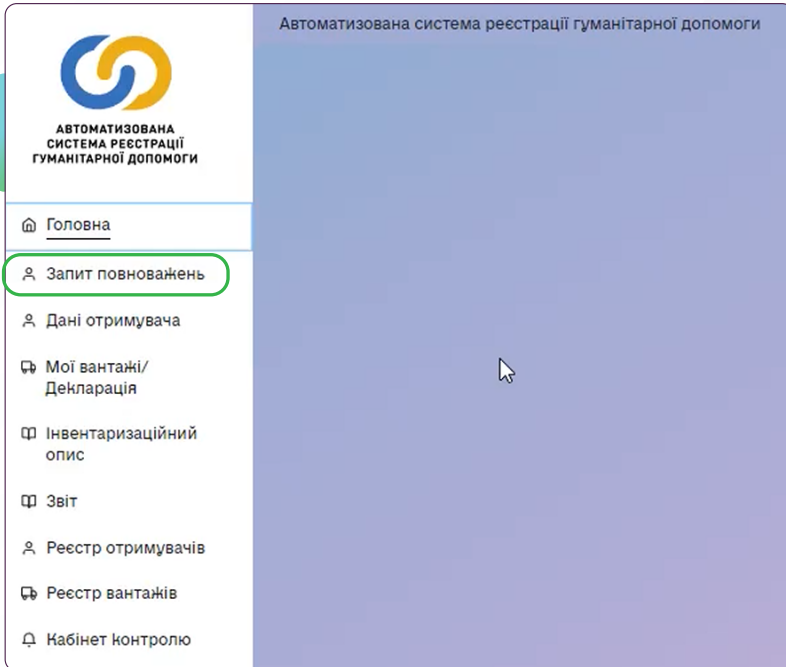 Автоматизована система реєстрації гуманітарної допомоги
АВТОМАТИЗОВАНА
СИСТЕМА РЕЄСТРАЦІЇ
ГУМАНІТАРНОЇ ДОПОМОГИ
Головна
Запит повноважень
Дані отримувача
Мої вантажі/
Декларація
Інвентаризаційний
опис
Звіт
Реєстр отримувачів
Реєстр вантажів
Кабінет контролю